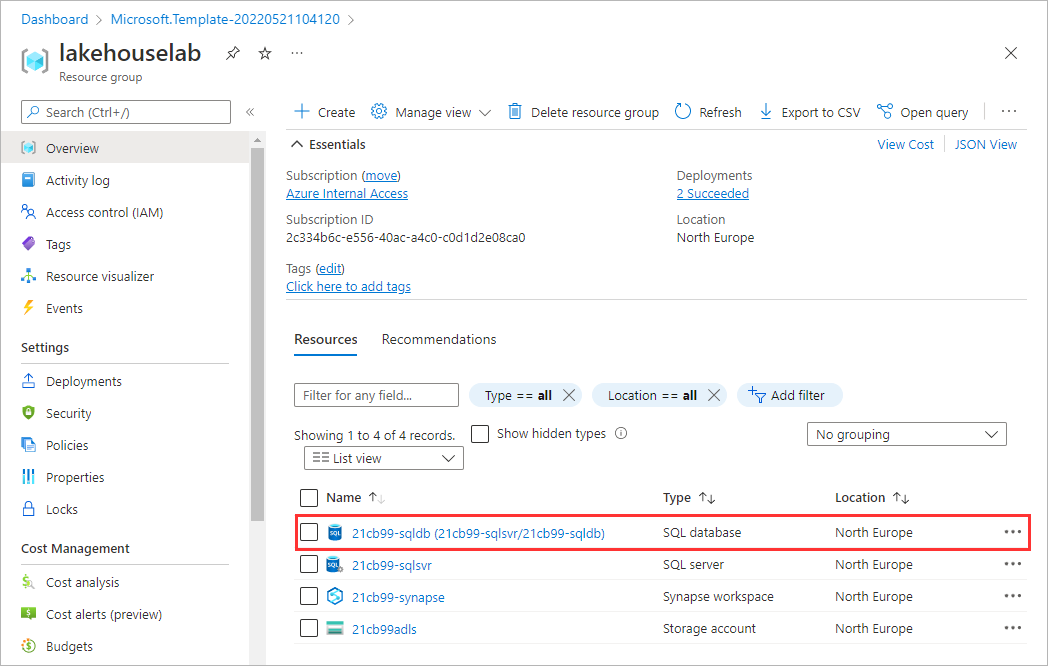 Dashboard > Microsoft.Template-20220521104120 >
lakehouselab
Resource group
Search (Ctrl+/)
Overview
Activity log
Access control (IAM)
Tags
Resource visualizer
Events
Settings
Deployments
Security
Policies
Properties
Locks
Cost Management
Cost analysis
Cost alerts (preview)
Budgets
Create Manage view Delete resource group Refresh Export to CSV Open query
Essentials View Cost JSON View
Subscription (move) Deployments
Azure Internal Access 2 Succeeded
Subscription ID Location
2c334b6c-e556-40ac-a4c0-c0d1d2e08ca0 North Europe
Tags (edit)
Click here to add tags
Resources Recommendations
Filter for any field... Type == all Location == all Add filter
Showing 1 to 4 of 4 records. Show hidden types No grouping
List view
Name Type Location
SQL 21cb99-sqldb (21cb99-sqlsvr/21cb99-sqldb) SQL database North Europe
SQL 21cb99-sqlsvr SQL server North Europe
21cb99-synapse Synapse workspace North Europe
21cb99adls Storage account North Europe